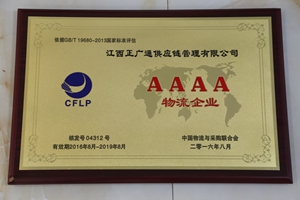 依据GB/T 19680-2013国家标准评估
江西正广通供应链管理有限公司
CFLP
AAAA
物流企业
核发号 04312 号
有效期2016年8月-2019年8月
中国物流与采购联合会
二零一六年八月